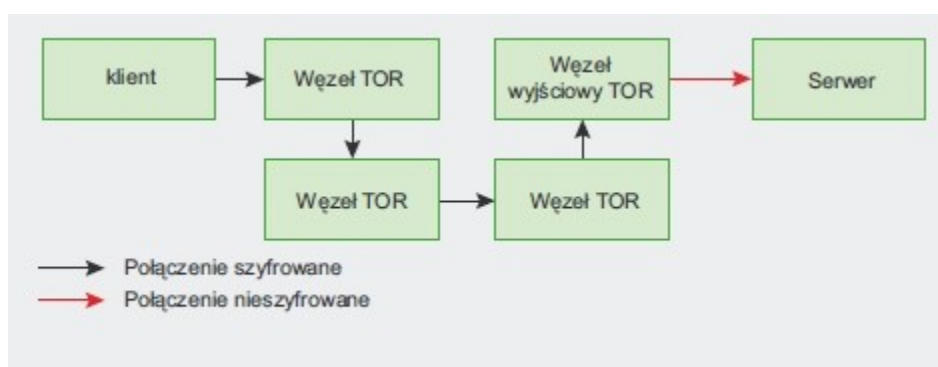 klient
Węzeł TOR
Węzeł
wyjściowy TOR
Serwer
Węzeł TOR
Węzeł TOR
Połączenie szyfrowane
Połączenie nieszyfrowane